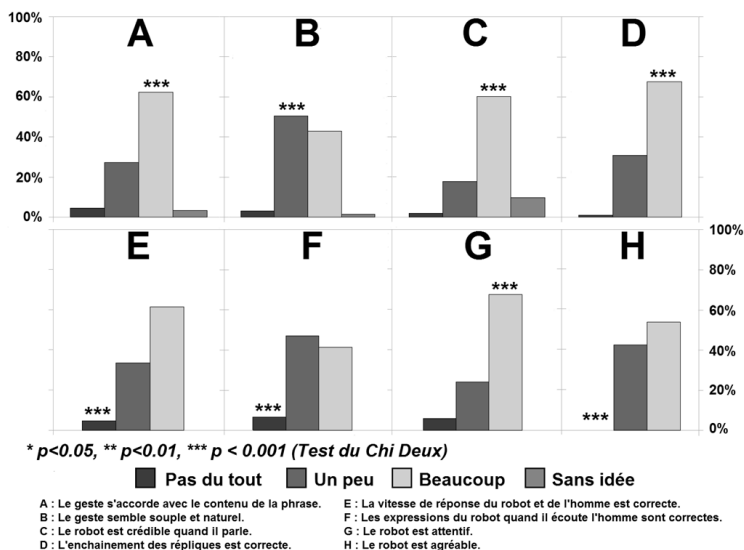 100%
80%
60%
40%
20%
0%
A
B
C
D
***
***
***
***
E
F
G
H
***
***
***
***
100%
80%
60%
40%
20%
0%
* p<0.05, ** p<0.01, *** p < 0.001 (Test du Chi Deux)
Pas du tout
Un peu
Beaucoup
Sans idée
A : Le geste s'accorde avec le contenu de la phrase.
B : Le geste semble souple et naturel.
C : Le robot est crédible quand il parle.
D : L'enchainement des répliques est correcte.
E : La vitesse de réponse du robot et de l'homme est correcte.
F : Les expressions du robot quand il écoute l'homme sont correctes.
G : Le robot est attentif.
H : Le robot est agréable.